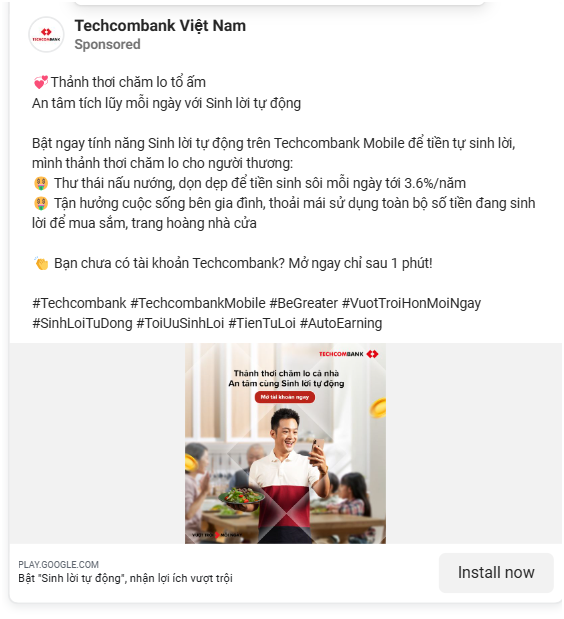 Techcombank Việt Nam
Sponsored
TECHCOMBANK
💞Thảnh thơi chăm lo tổ ấm
An tâm tích lũy mỗi ngày với Sinh lời tự động
Bật ngay tính năng Sinh lời tự động trên Techcombank Mobile để tiền tự sinh lời,
mình thảnh thơi chăm lo cho người thương:
🤑 Thư thái nấu nướng, dọn dẹp để tiền sinh sôi mỗi ngày tới 3.6%/năm
🤑 Tận hưởng cuộc sống bên gia đình, thoải mái sử dụng toàn bộ số tiền đang sinh
lời để mua sắm, trang hoàng nhà cửa
👏 Bạn chưa có tài khoản Techcombank? Mở ngay chỉ sau 1 phút!
#Techcombank #TechcombankMobile #BeGreater #VuotTroiHonMoiNgay
#SinhLoiTuDong #ToiUuSinhLoi #TienTuLoi #AutoEarning
TECHCOMBANK
Thảnh thơi chăm lo cả nhà
An tâm cùng Sinh lời tự động
Mở tài khoản ngay
PLAY.GOOGLE.COM
Bật "Sinh lời tự động", nhận lợi ích vượt trội
Install now